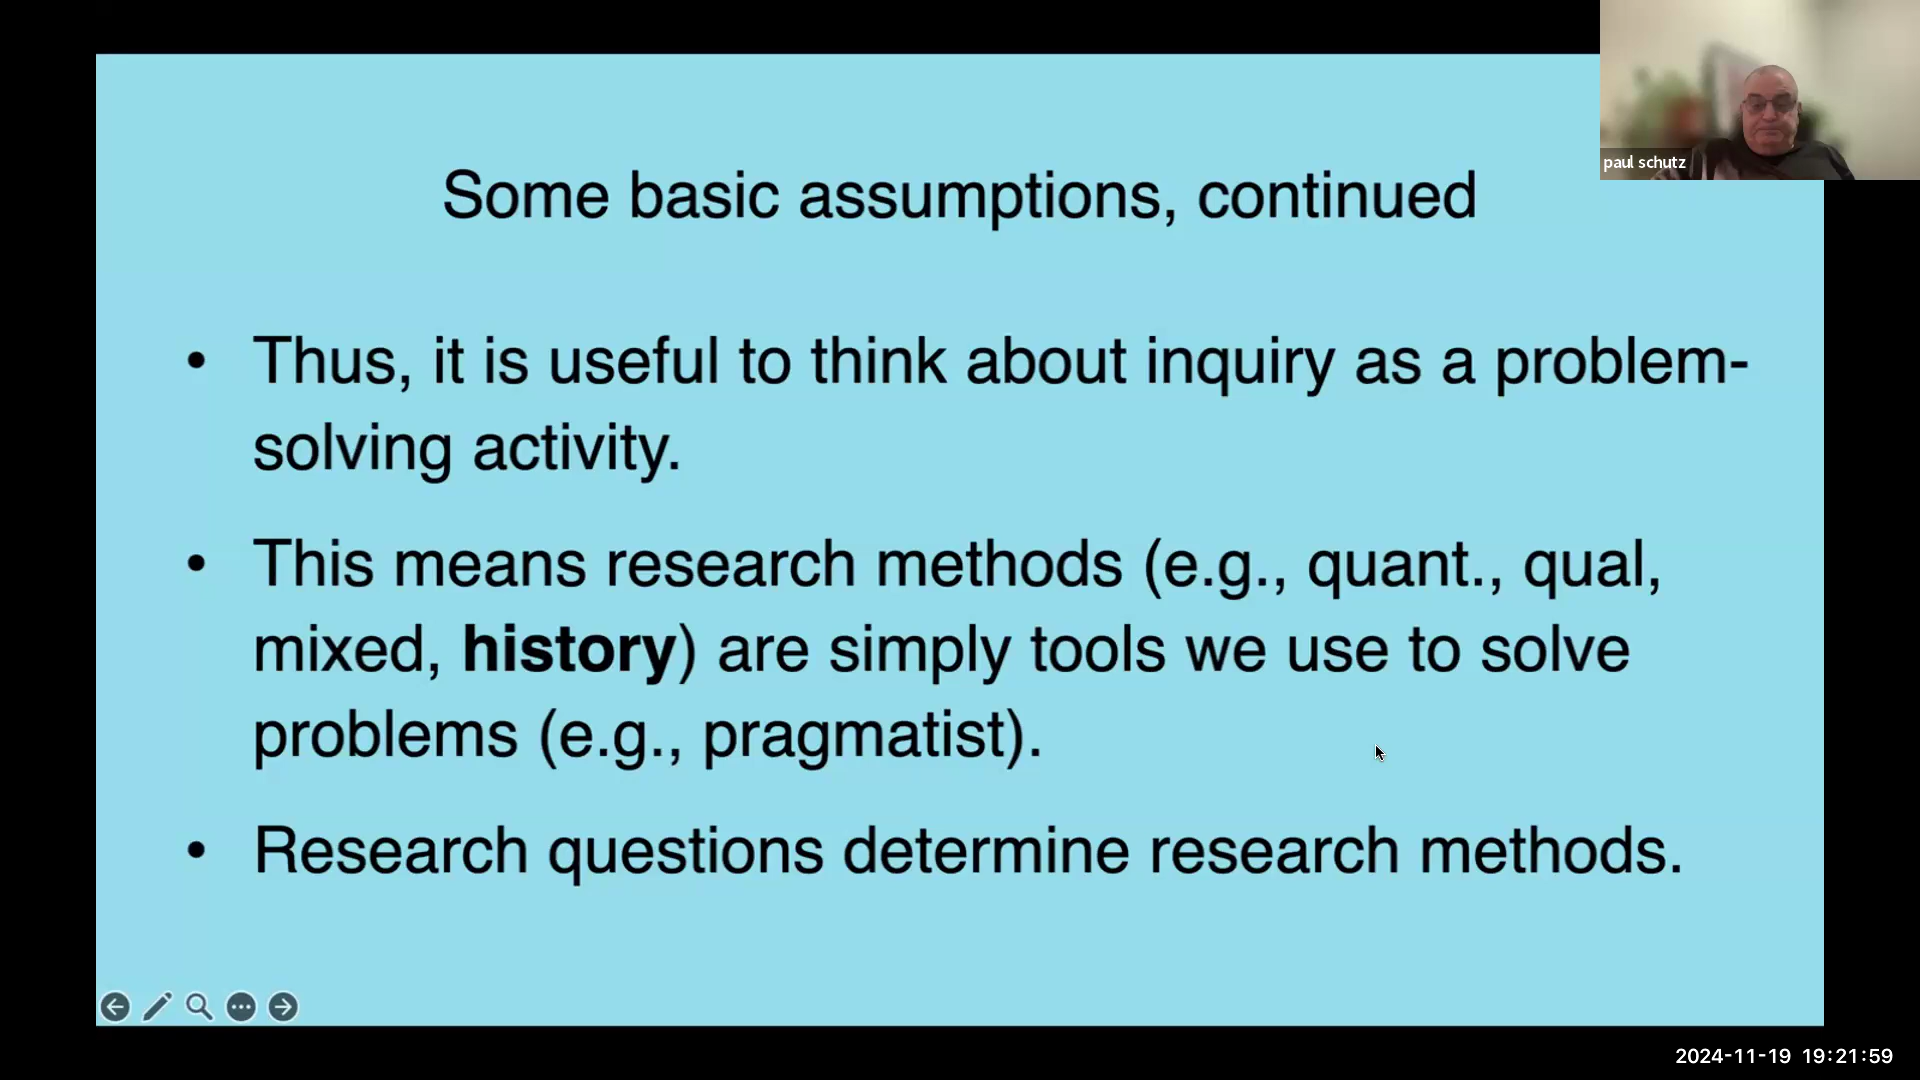 paul schutz
Some basic assumptions, continued
• Thus, it is useful to think about inquiry as a problem-
solving activity.
• This means research methods (e.g., quant., qual,
mixed, history) are simply tools we use to solve
problems (e.g., pragmatist).
• Research questions determine research methods.
2024-11-19 19:21:59